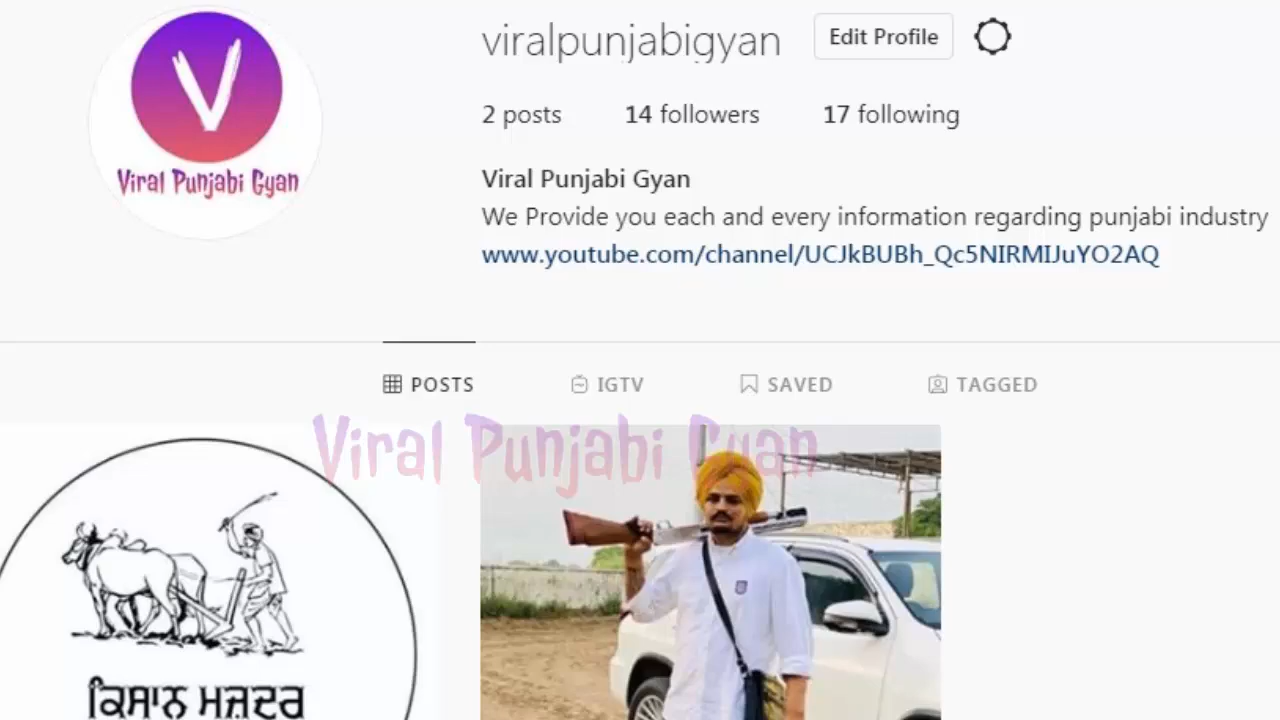 V
Viral Punjabi Gyan
viralpunjabigyan
Edit Profile
2 posts
14 followers
17 following
Viral Punjabi Gyan
We Provide you each and every information regarding punjabi industry
www.youtube.com/channel/UCJkBUBh_Qc5NIRMIJuYO2AQ
POSTS
IGTV
SAVED
TAGGED
Viral Punjabi Gyan
ਕਿਸਾਨ ਮਜ਼ਦੂਰ